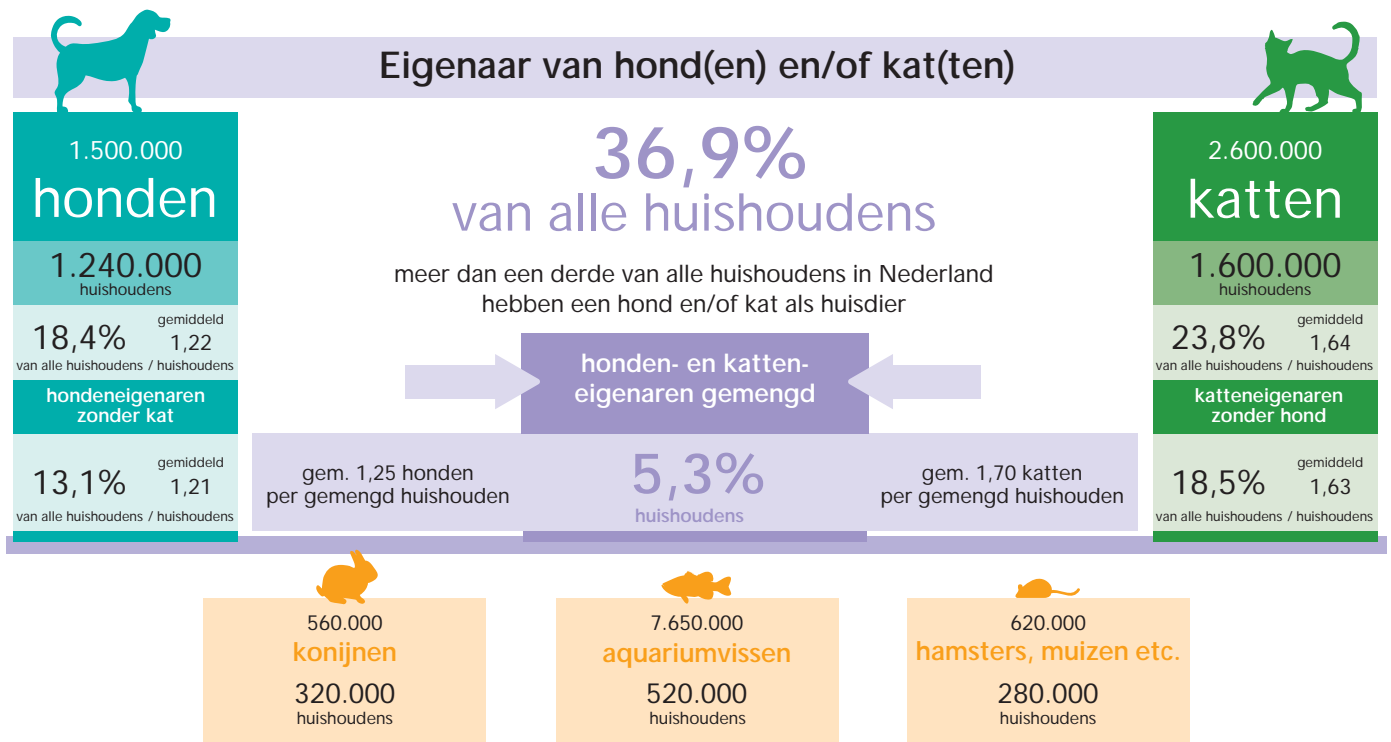 Eigenaar van hond(en) en/of kat(ten)
1.500.000
honden
1.240.000
huishoudens
18,4%
gemiddeld
1,22
van alle huishoudens / huishoudens
hondeneigenaren
zonder kat
13,1%
gemiddeld
1,21
van alle huishoudens / huishoudens
36,9%
van alle huishoudens
meer dan een derde van alle huishoudens in Nederland
hebben een hond en/of kat als huisdier
honden- en katten-
eigenaren gemengd
gem. 1,25 honden
per gemengd huishouden
5,3%
huishoudens
gem. 1,70 katten
per gemengd huishouden
2.600.000
katten
1.600.000
huishoudens
23,8%
gemiddeld
1,64
van alle huishoudens / huishoudens
katteneigenaren
zonder hond
18,5%
gemiddeld
1,63
van alle huishoudens / huishoudens
560.000
konijnen
320.000
huishoudens
7.650.000
aquariumvissen
520.000
huishoudens
620.000
hamsters, muizen etc.
280.000
huishoudens